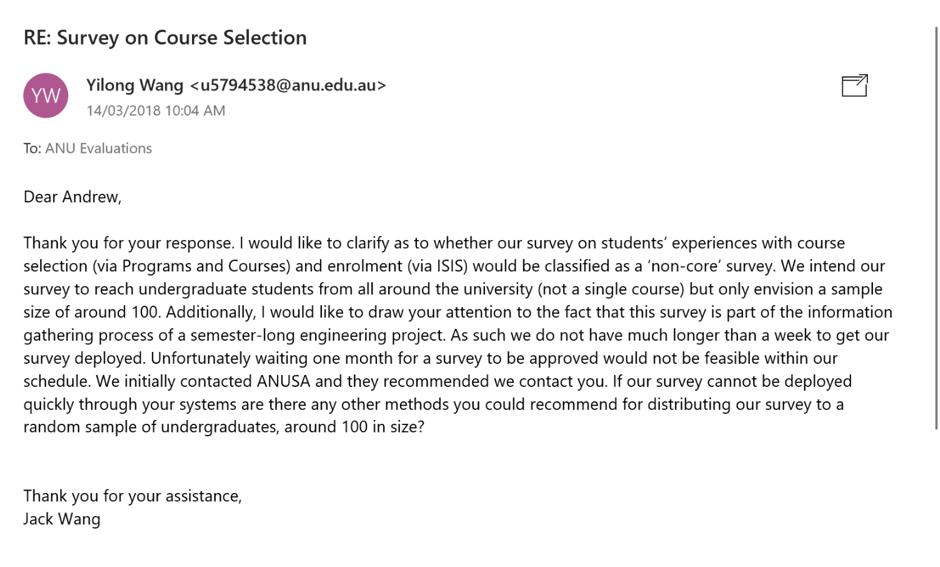 RE: Survey on Course Selection
YW
Yilong Wang <u5794538@anu.edu.au>
14/03/2018 10:04 AM
To: ANU Evaluations
Dear Andrew,
Thank you for your response. I would like to clarify as to whether our survey on students’ experiences with course
selection (via Programs and Courses) and enrolment (via ISIS) would be classified as a ‘non-core’ survey. We intend our
survey to reach undergraduate students from all around the university (not a single course) but only envision a sample
size of around 100. Additionally, I would like to draw your attention to the fact that this survey is part of the information
gathering process of a semester-long engineering project. As such we do not have much longer than a week to get our
survey deployed. Unfortunately waiting one month for a survey to be approved would not be feasible within our
schedule. We initially contacted ANUSA and they recommended we contact you. If our survey cannot be deployed
quickly through your systems are there any other methods you could recommend for distributing our survey to a
random sample of undergraduates, around 100 in size?
Thank you for your assistance,
Jack Wang